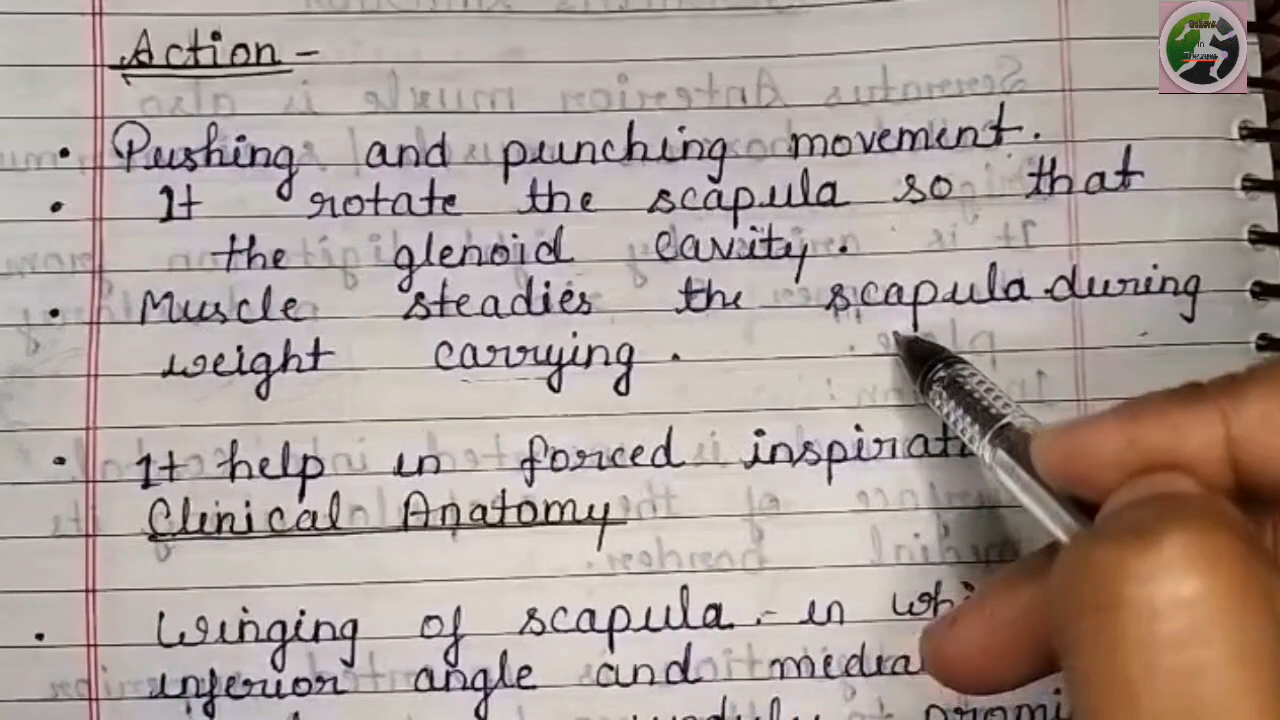 Action -
Pushing and punching movement.
It rotate the scapula so that
the glenoid cavity.
Muscle steadies the scapula during
weight carrying.
It help in forced
Clinical Anatomy
Winging of scapula - in
inferior angle and